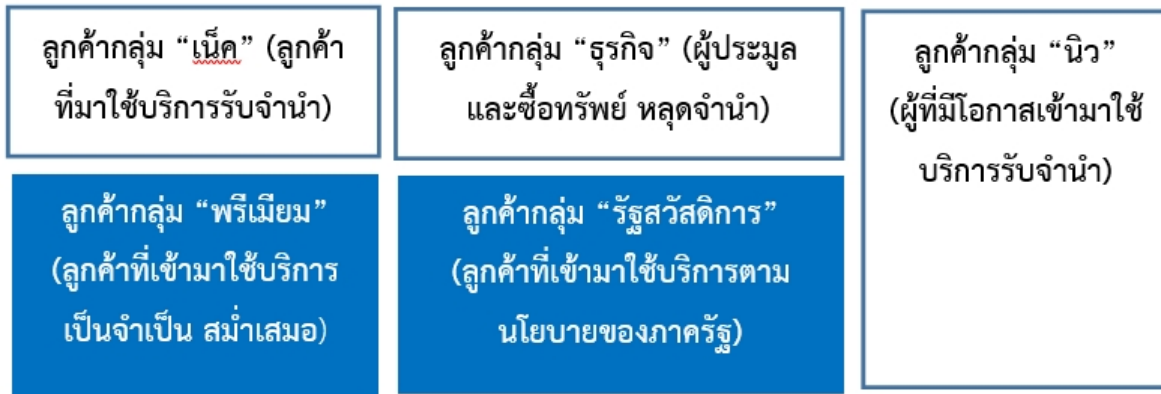 ลูกค้ากลุ่ม “เน็ค” (ลูกค้า
ที่มาใช้บริการรับจำนำ)
ลูกค้ากลุ่ม “ธุรกิจ” (ผู้ประมูล
และซื้อทรัพย์ หลุดจำนำ)
ลูกค้ากลุ่ม “นิว”
(ผู้ที่มีโอกาสเข้ามาใช้
บริการรับจำนำ)
ลูกค้ากลุ่ม “พรีเมียม”
(ลูกค้าที่เข้ามาใช้บริการ
เป็นจำเป็น สม่ำเสมอ)
ลูกค้ากลุ่ม “รัฐสวัสดิการ”
(ลูกค้าที่เข้ามาใช้บริการตาม
นโยบายของภาครัฐ)